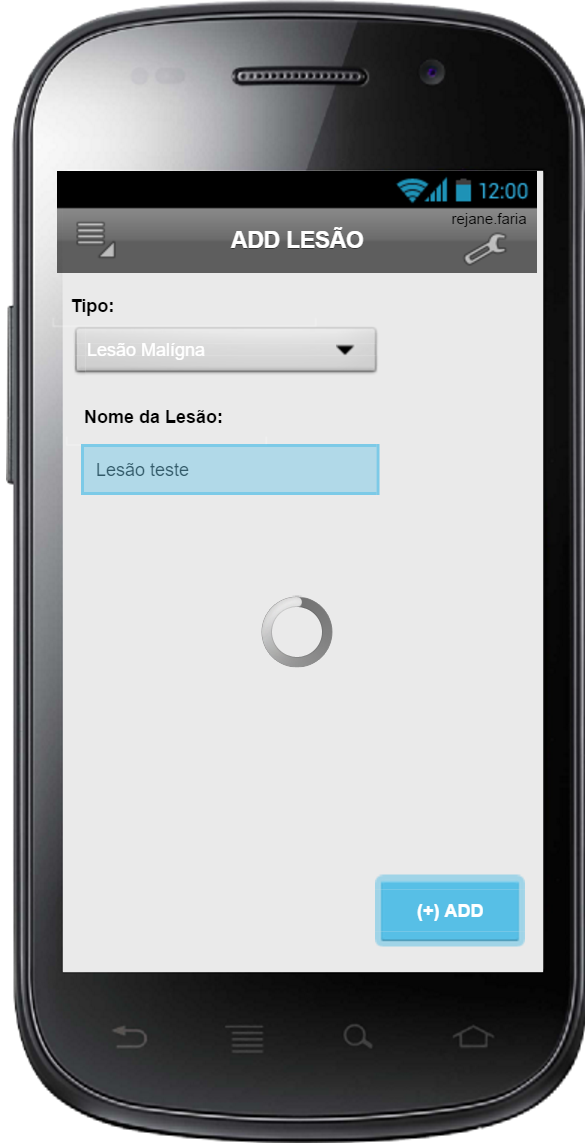 12:00
rejane.faria
ADD LESÃO
Tipo:
Lesão Malígna
Nome da Lesão:
Lesão teste
(+) ADD